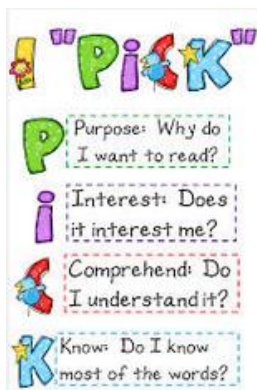 I "PiCK"
P Purpose: Why do
I want to read?
i Interest: Does
it interest me?
C Comprehend: Do
I understand it?
K Know: Do I know
most of the words?